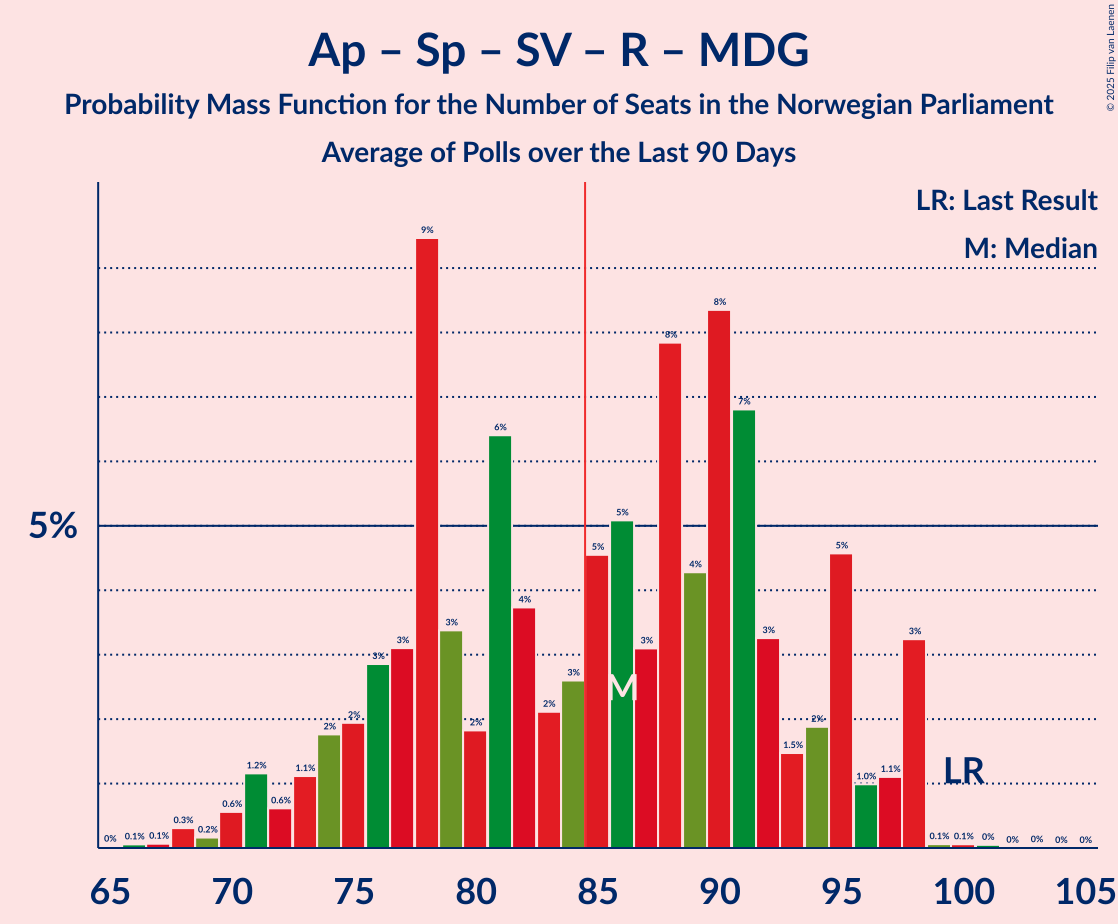 Ap – Sp – SV – R – MDG
Probability Mass Function for the Number of Seats in the Norwegian Parliament
Average of Polls over the Last 90 Days
© 2025 Filip van Laenen
LR: Last Result
M: Median
5%
0% 0.1% 0.1% 0.3% 0.2% 0.6% 1.2% 0.6% 1.1% 2% 2% 3% 3% 9% 3% 2% 6% 4% 2% 3% 5% 5% 3% 8% 4% 8% 7% 3% 1.5% 2% 5% 1.0% 1.1% 3% 0.1% 0.1% 0% 0% 0% 0% 0%
M
LR
65 70 75 80 85 90 95 100 105